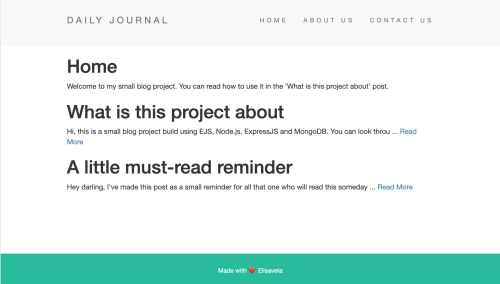 DAILY JOURNAL
HOME ABOUT US CONTACT US
Home
Welcome to my small blog project. You can read how to use it in the 'What is this project about' post.
What is this project about
Hi, this is a small blog project build using EJS, Node.js, ExpressJS and MongoDB. You can look throu ... Read
More
A little must-read reminder
Hey darling, I've made this post as a small reminder for all that one who will read this someday ... Read More
Made with ❤️ Elisaveta